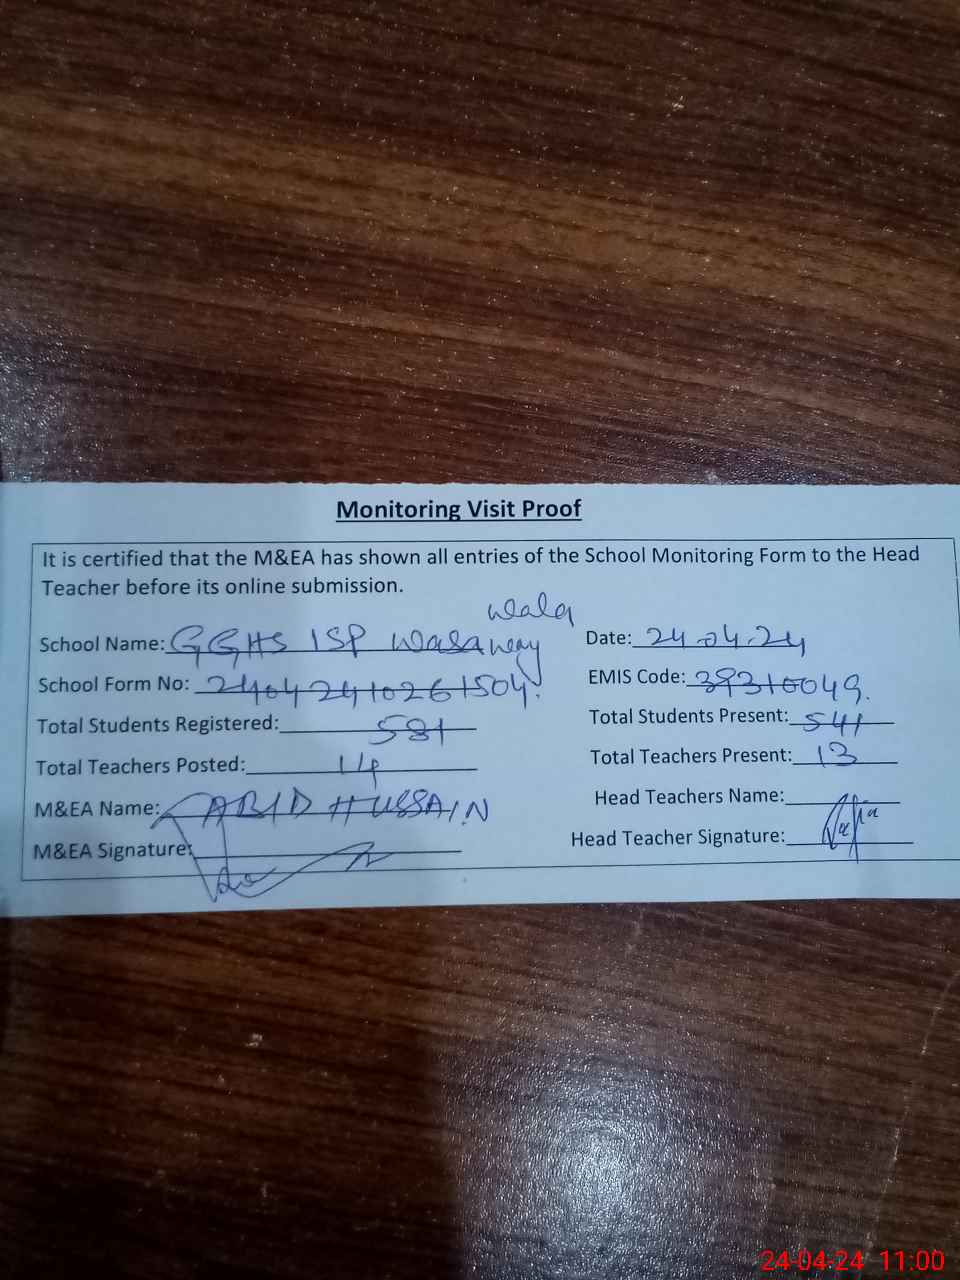 Monitoring Visit Proof
It is certified that the M&EA has shown all entries of the School Monitoring Form to the Head
Teacher before its online submission.
wala
School Name: GGHS ISP Wasawey Date: 24-04-24
School Form No: 24042410261504. EMIS Code: 39310049.
Total Students Registered: 581 Total Students Present: 541
Total Teachers Posted: 14 Total Teachers Present: 13
M&EA Name: ABID HUSSAIN Head Teachers Name:
M&EA Signature: Head Teacher Signature:
24-04-24 11:00